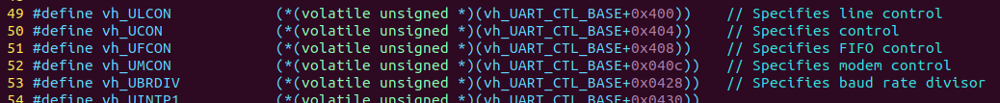 49 #define vh_ULCON (*(volatile unsigned *)(vh_UART_CTL_BASE+0x400)) // Specifies line control
50 #define vh_UCON (*(volatile unsigned *)(vh_UART_CTL_BASE+0x404)) // Specifies control
51 #define vh_UFCON (*(volatile unsigned *)(vh_UART_CTL_BASE+0x408)) // Specifies FIFO control
52 #define vh_UMCON (*(volatile unsigned *)(vh_UART_CTL_BASE+0x040c)) // Specifies modem control
53 #define vh_UBRDIV (*(volatile unsigned *)(vh_UART_CTL_BASE+0x0428)) // SPecifies baud rate divisor
54 #define vh_UINTP1 (*(volatile unsigned *)(vh_UART_CTL_BASE+0x0430)